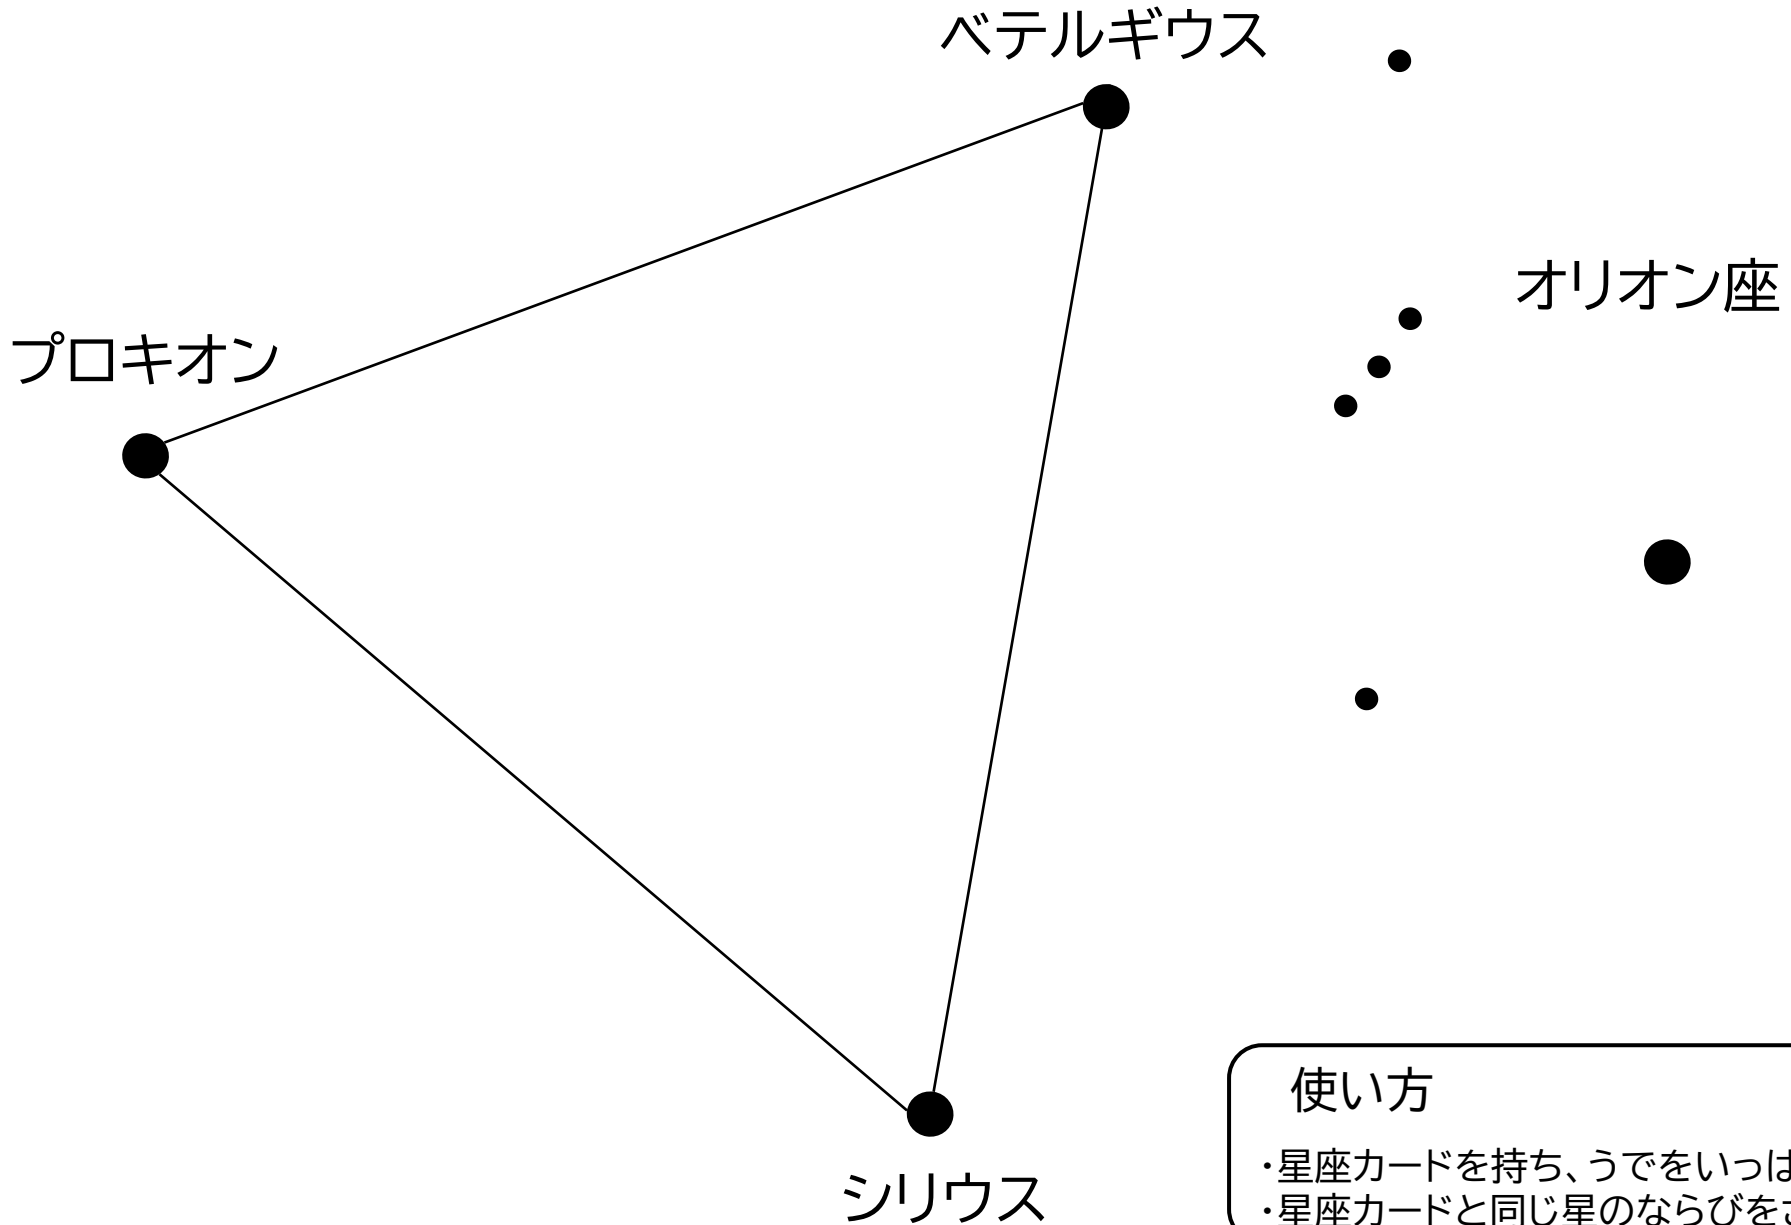 ベテルギウス
オリオン座
プロキオン
シリウス
使い方
・星座カードを持ち、うでをいっ
・星座カードと同じ星のならびを